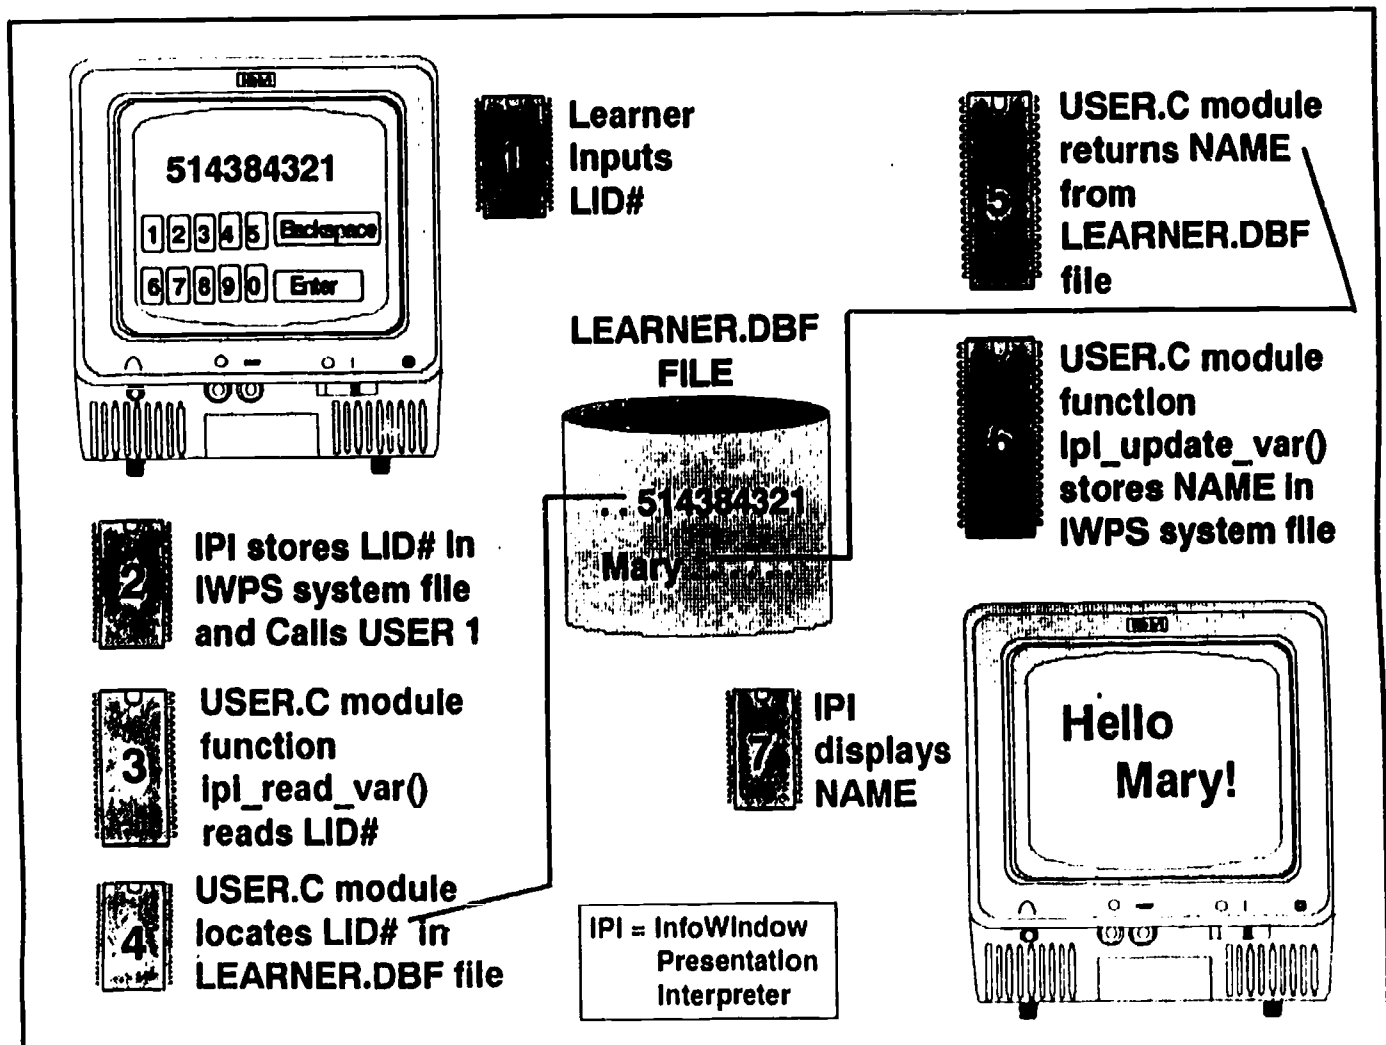 IBM
514384321
1 2 3 4 5 Backspace
6 7 8 9 0 Enter
1
Learner
Inputs
LID#
2
IPI stores LID# in
IWPS system file
and Calls USER 1
3
USER.C module
function
ipi_read_var()
reads LID#
4
USER.C module
locates LID# in
LEARNER.DBF file
LEARNER.DBF
FILE
. . 514384321
Mary
5
USER.C module
returns NAME
from
LEARNER.DBF
file
6
USER.C module
function
ipi_update_var()
stores NAME in
IWPS system file
7
IPI
displays
NAME
IBM
Hello
Mary!
IPI = InfoWindow
Presentation
Interpreter